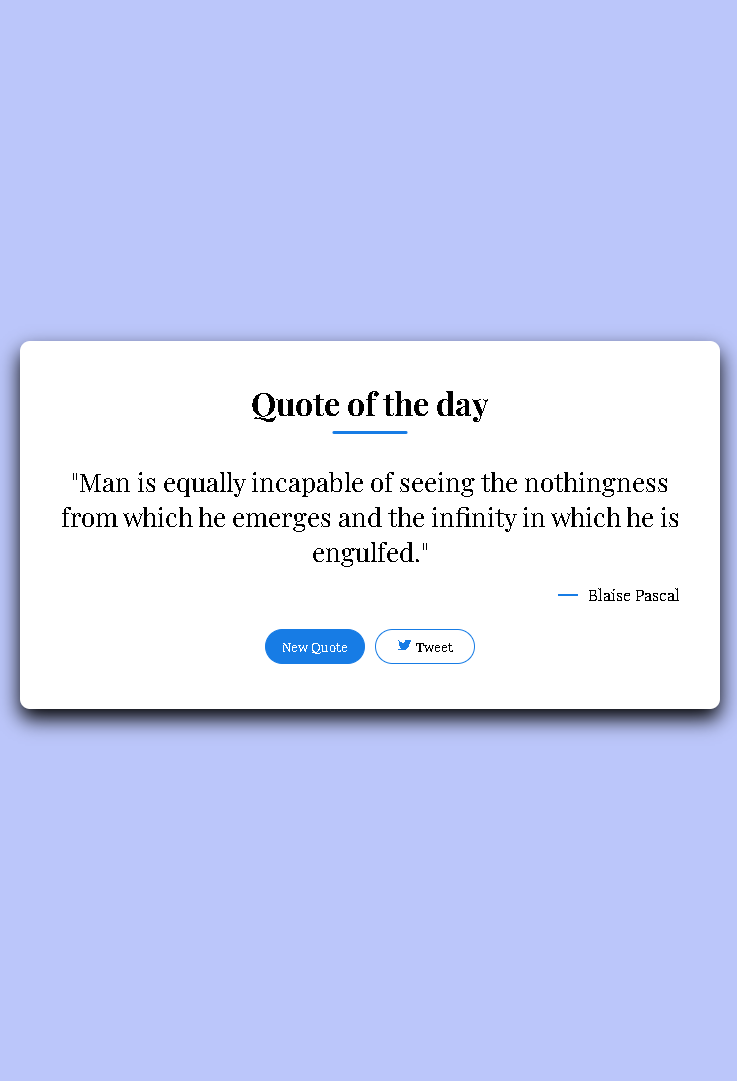 Quote of the day
"Man is equally incapable of seeing the nothingness
from which he emerges and the infinity in which he is
engulfed."
Blaise Pascal
New Quote
Tweet